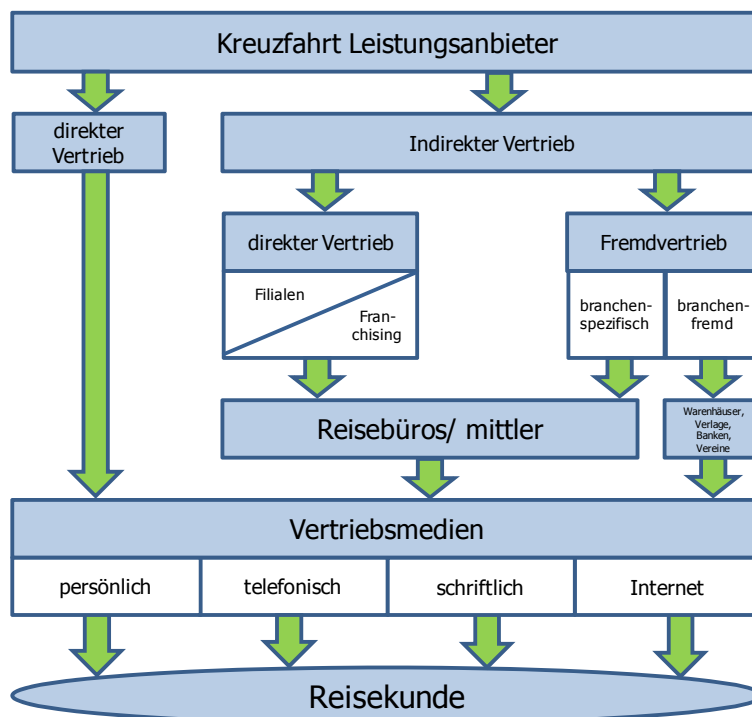 Kreuzfahrt Leistungsanbieter
direkter
Vertrieb
Indirekter Vertrieb
direkter Vertrieb
Fremdvertrieb
Filialen
Fran-
chising
branchen-
spezifisch
branchen-
fremd
Reisebüros/ mittler
Warenhäuser,
Verlage,
Banken,
Vereine
Vertriebsmedien
persönlich
telefonisch
schriftlich
Internet
Reisekunde